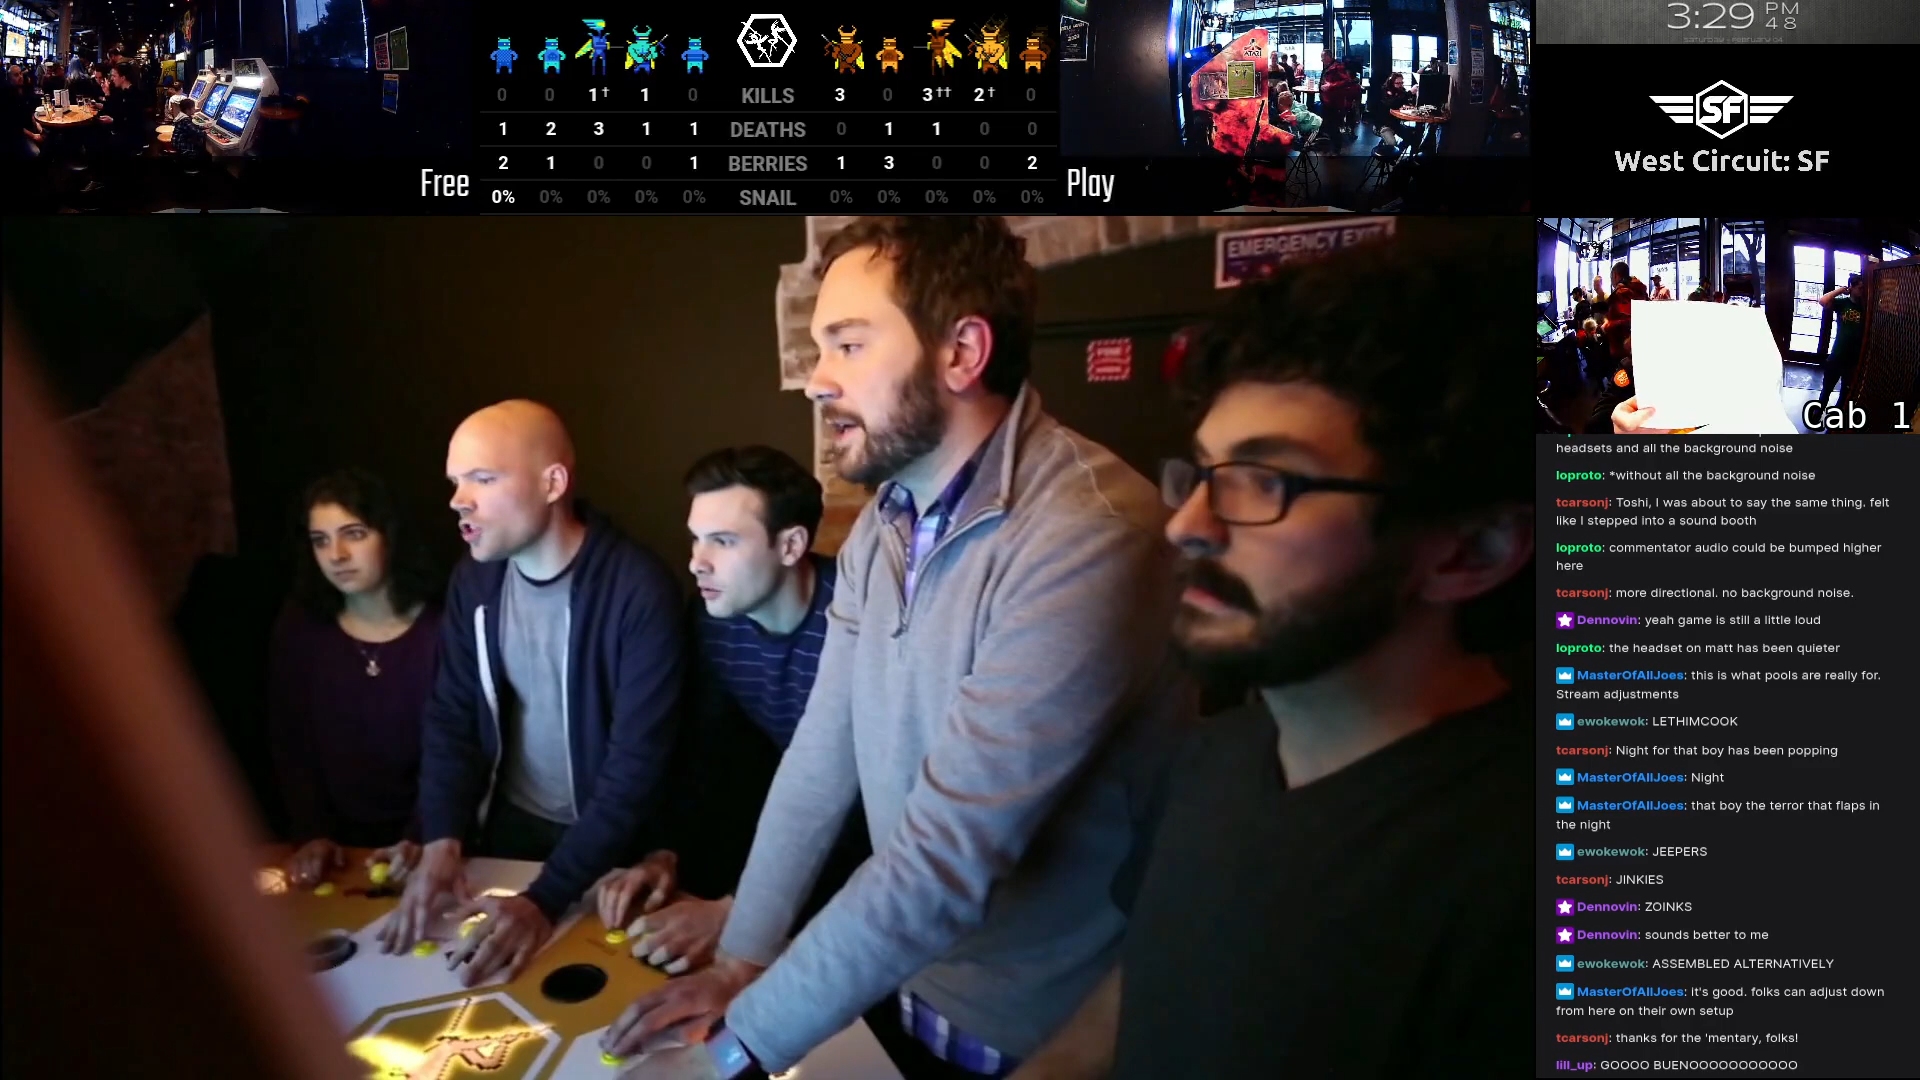 Free
0 0 1† 1 0 KILLS 3 0 3†† 2† 0
1 2 3 1 1 DEATHS 0 1 1 0 0
2 1 0 0 1 BERRIES 1 3 0 0 2
0% 0% 0% 0% 0% SNAIL 0% 0% 0% 0% 0%
Play
ATARI
3:29 PM
48
Saturday - February 04
SF
West Circuit: SF
EMERGENCY EXIT
Cab 1
headsets and all the background noise
loproto: *without all the background noise
tcarsonj: Toshi, I was about to say the same thing. felt
like I stepped into a sound booth
loproto: commentator audio could be bumped higher
here
tcarsonj: more directional. no background noise.
Dennovin: yeah game is still a little loud
loproto: the headset on matt has been quieter
MasterOfAllJoes: this is what pools are really for.
Stream adjustments
ewokewok: LETHIMCOOK
tcarsonj: Night for that boy has been popping
MasterOfAllJoes: Night
MasterOfAllJoes: that boy the terror that flaps in
the night
ewokewok: JEEPERS
tcarsonj: JINKIES
Dennovin: ZOINKS
Dennovin: sounds better to me
ewokewok: ASSEMBLED ALTERNATIVELY
MasterOfAllJoes: it's good. folks can adjust down
from here on their own setup
tcarsonj: thanks for the 'mentary, folks!
lill_up: GOOOO BUENOOOOOOOOOOO